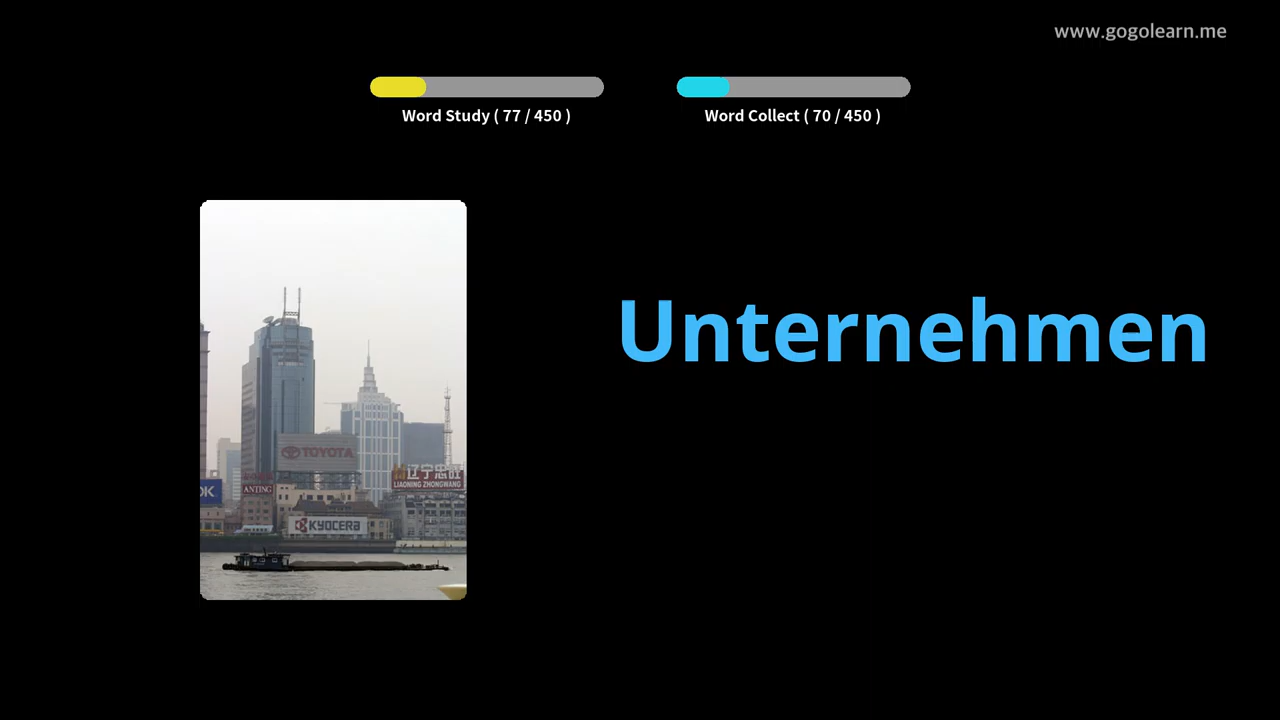 www.gogolearn.me
Word Study ( 77 / 450 )
Word Collect ( 70 / 450 )
Unternehmen
TOYOTA
辽宁忠旺
LIAONING ZHONGWANG
ANTING
KYOCERA